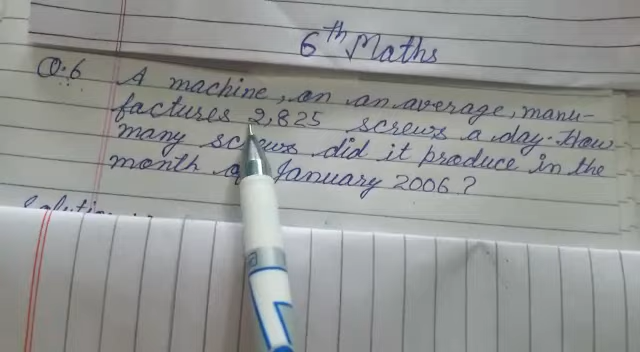 6th Maths
Q.6 A machine, on an average, manu-
factures 2,825 screws a day. How
many screws did it produce in the
month of January 2006?
Solution